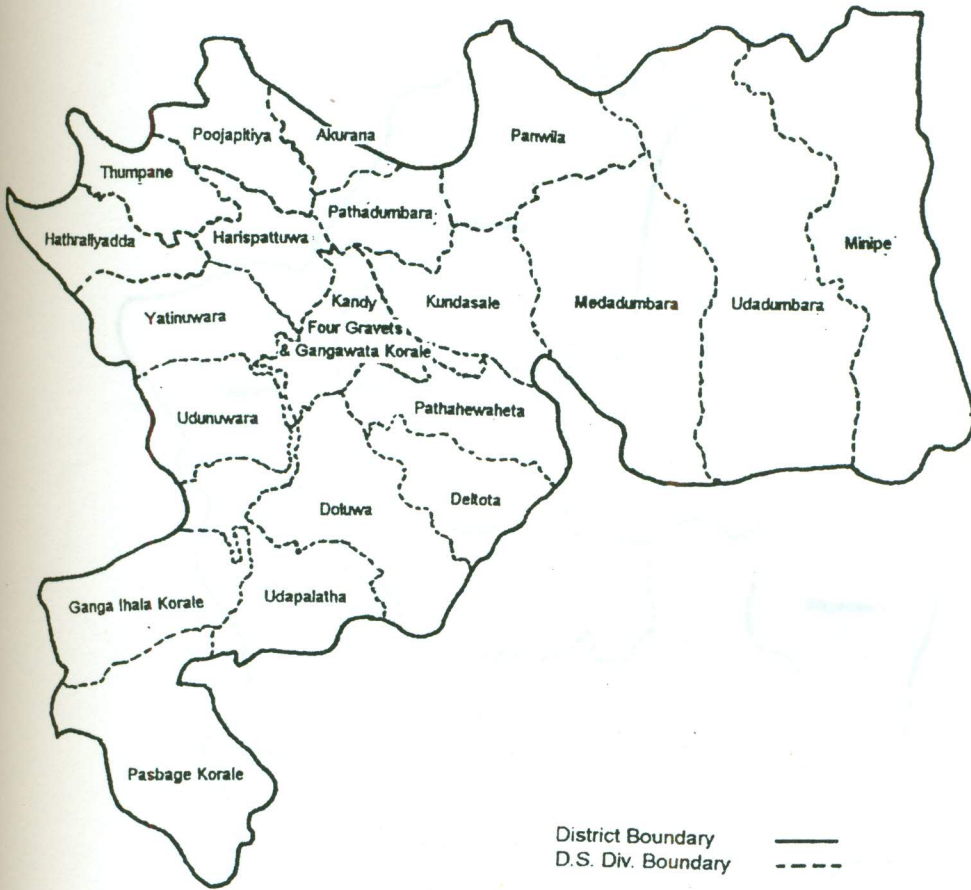 Poojapitiya
Akurana
Panwila
Thumpane
Pathadumbara
Hathraliyadda
Harispattuwa
Minipe
Yatinuwara
Kandy
Four Gravets
& Gangawata Korale
Kundasale
Medadumbara
Udadumbara
Udunuwara
Pathahewaheta
Deltota
Doluwa
Ganga Ihala Korale
Udapalatha
Pasbage Korale
District Boundary
D.S. Div. Boundary